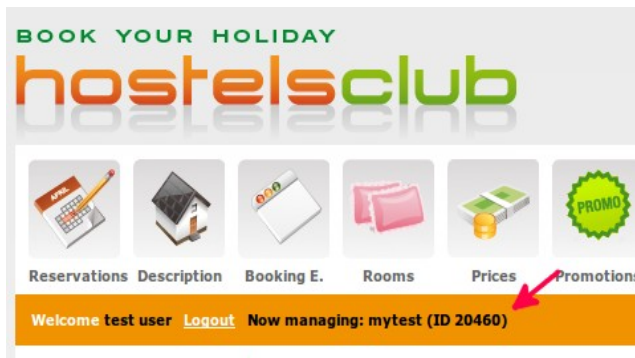 BOOK YOUR HOLIDAY
hostelsclub
APRIL
PROMO
Reservations Description Booking E. Rooms Prices Promotions
Welcome test user Logout Now managing: mytest (ID 20460)